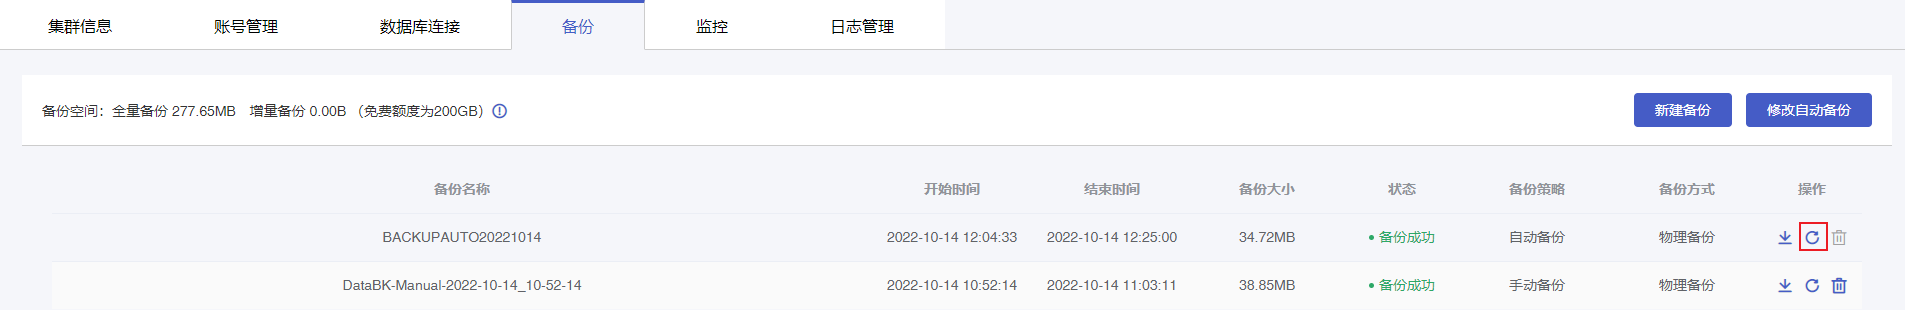 集群信息 账号管理 数据库连接 备份 监控 日志管理
备份空间：全量备份 277.65MB 增量备份 0.00B （免费额度为200GB） 新建备份 修改自动备份
备份名称 开始时间 结束时间 备份大小 状态 备份策略 备份方式 操作
BACKUPAUTO20221014 2022-10-14 12:04:33 2022-10-14 12:25:00 34.72MB 备份成功 自动备份 物理备份
DataBK-Manual-2022-10-14_10-52-14 2022-10-14 10:52:14 2022-10-14 11:03:11 38.85MB 备份成功 手动备份 物理备份